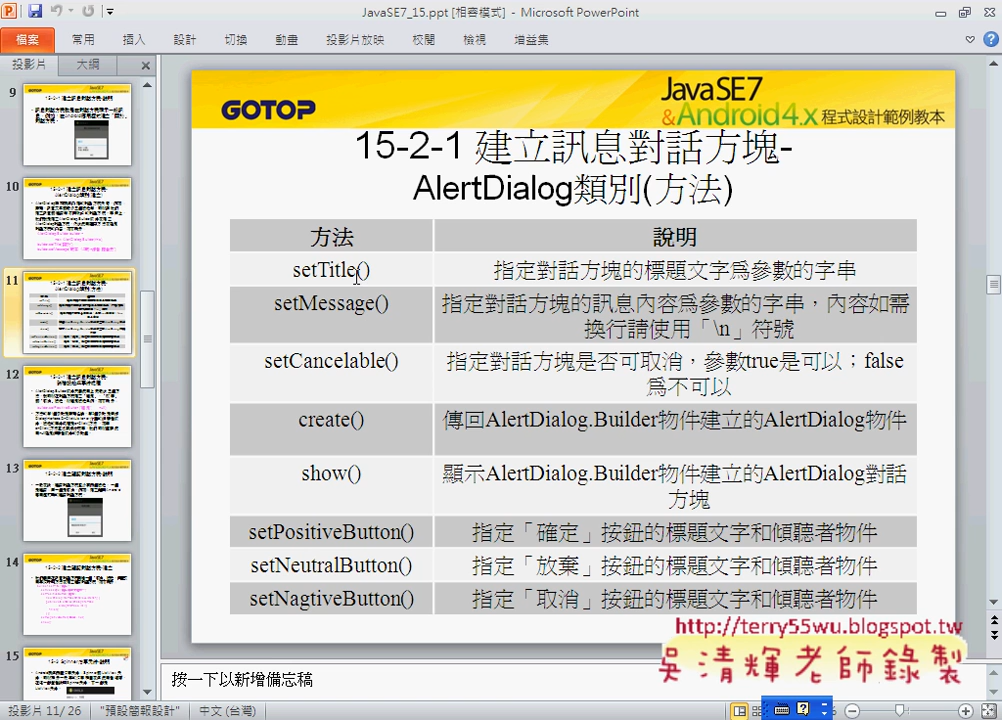 JavaSE7_15.ppt [相容模式] - Microsoft PowerPoint
檔案 常用 插入 設計 切換 動畫 投影片放映 校閱 檢視 增益集
投影片 大綱
GOTOP
JavaSE7
&Android4.x 程式設計範例教本
15-2-1 建立訊息對話方塊-
AlertDialog類別(方法)
方法 說明
setTitle() 指定對話方塊的標題文字為參數的字串
setMessage() 指定對話方塊的訊息內容為參數的字串，內容如需
換行請使用「\n」符號
setCancelable() 指定對話方塊是否可取消，參數true是可以；false
為不可以
create() 傳回AlertDialog.Builder物件建立的AlertDialog物件
show() 顯示AlertDialog.Builder物件建立的AlertDialog對話
方塊
setPositiveButton() 指定「確定」按鈕的標題文字和傾聽者物件
setNeutralButton() 指定「放棄」按鈕的標題文字和傾聽者物件
setNagtiveButton() 指定「取消」按鈕的標題文字和傾聽者物件
http://terry55wu.blogspot.tw
吳清輝老師錄製
9
10
11
12
13
14
15
按一下以新增備忘稿
投影片 11/26 "預設簡報設計" 中文 (台灣)